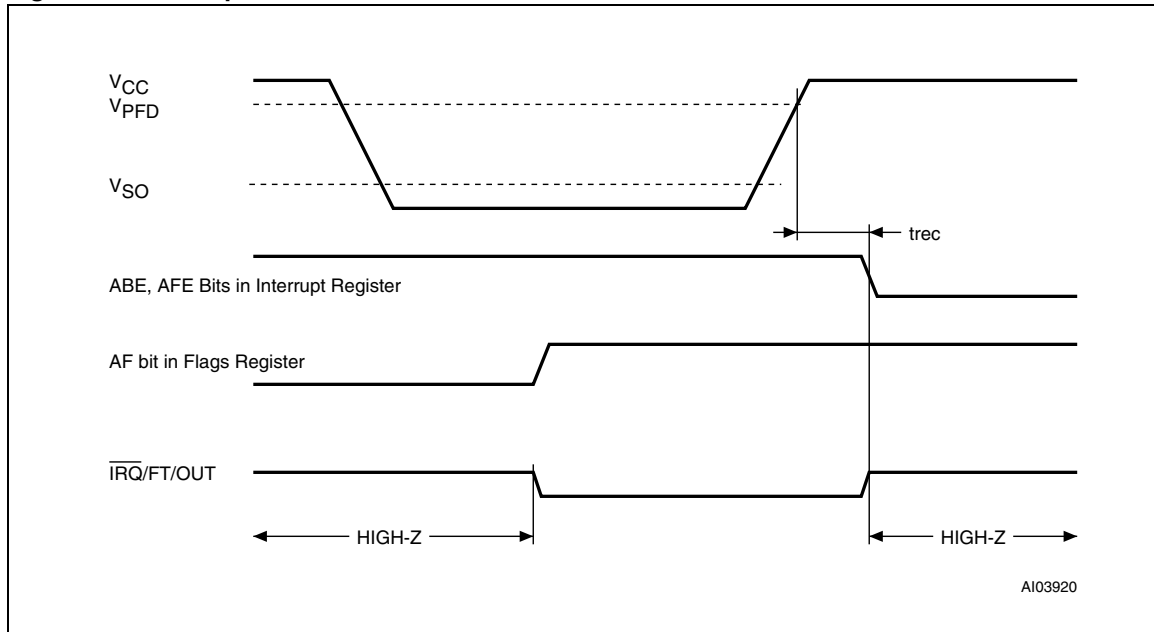 VCC
VPFD
VSO
trec
ABE, AFE Bits in Interrupt Register
AF bit in Flags Register
IRQ/FT/OUT
HIGH-Z
HIGH-Z
AI03920